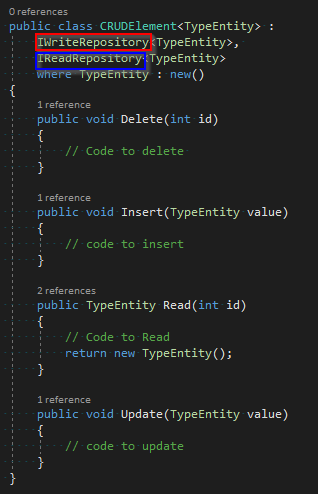 0 references
public class CRUDElement<TypeEntity> :
IWriteRepository<TypeEntity>,
IReadRepository<TypeEntity>
where TypeEntity : new()
{
1 reference
public void Delete(int id)
{
// Code to delete
}
1 reference
public void Insert(TypeEntity value)
{
// code to insert
}
2 references
public TypeEntity Read(int id)
{
// Code to Read
return new TypeEntity();
}
1 reference
public void Update(TypeEntity value)
{
// code to update
}
}